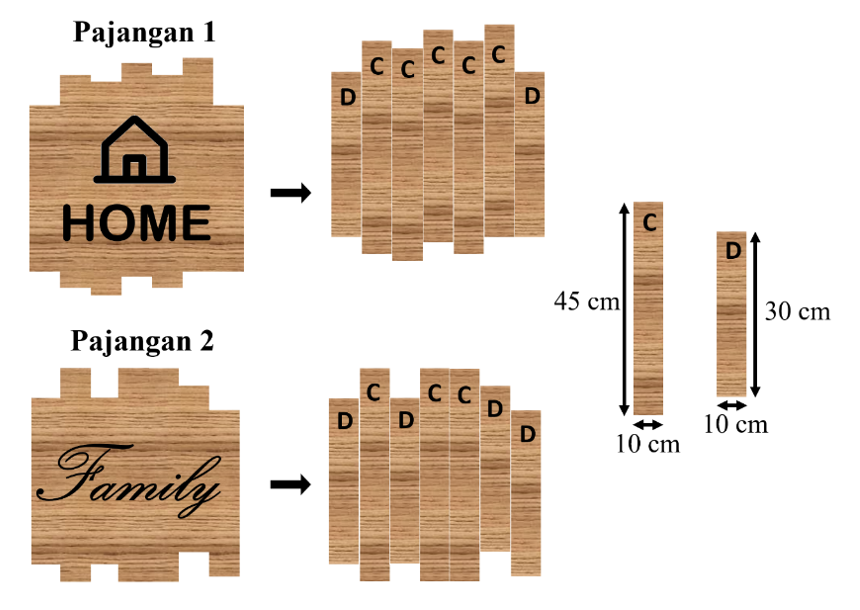 Pajangan 1
D C C C C C D
HOME
C
D
45 cm
30 cm
10 cm
10 cm
Pajangan 2
D C D C C D D
Family